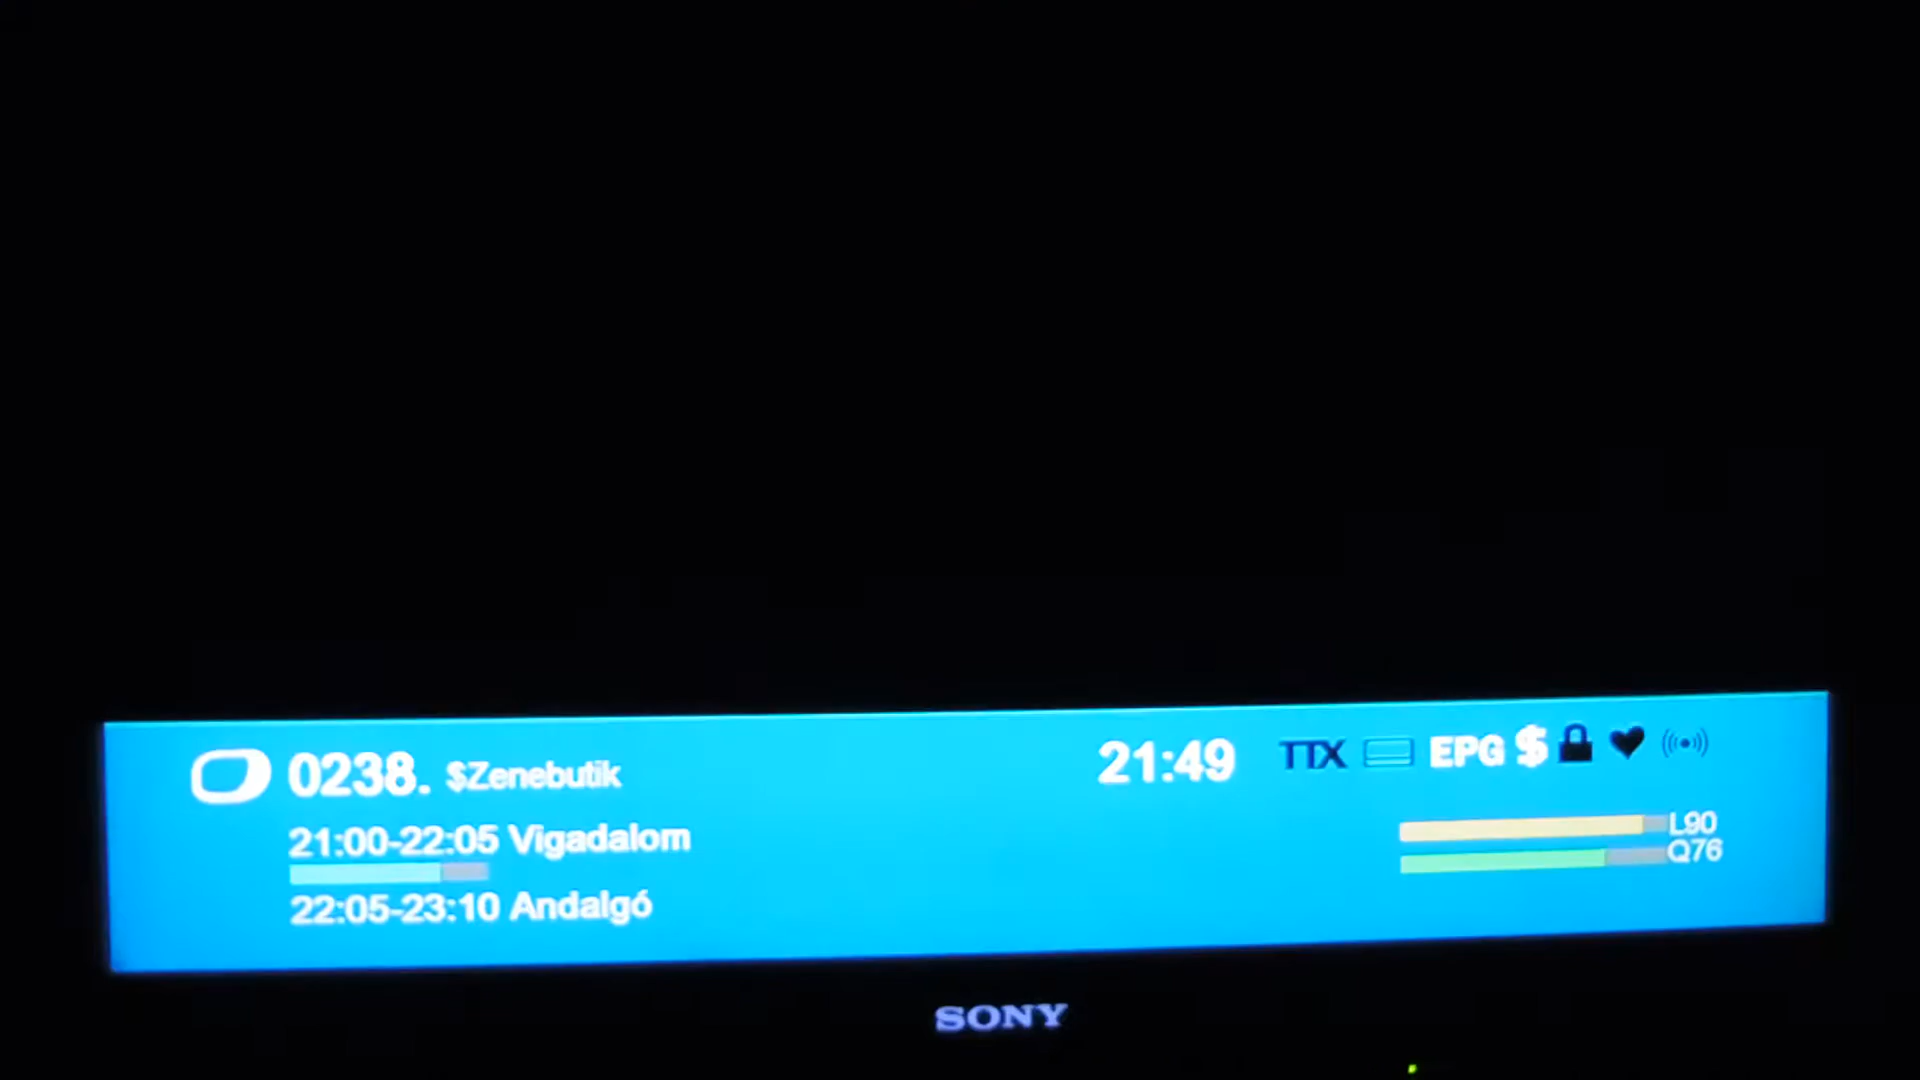 0238. $Zenebutik 21:49 TTX EPG $
21:00-22:05 Vigadalom
L90
Q76
22:05-23:10 Andalgó
SONY